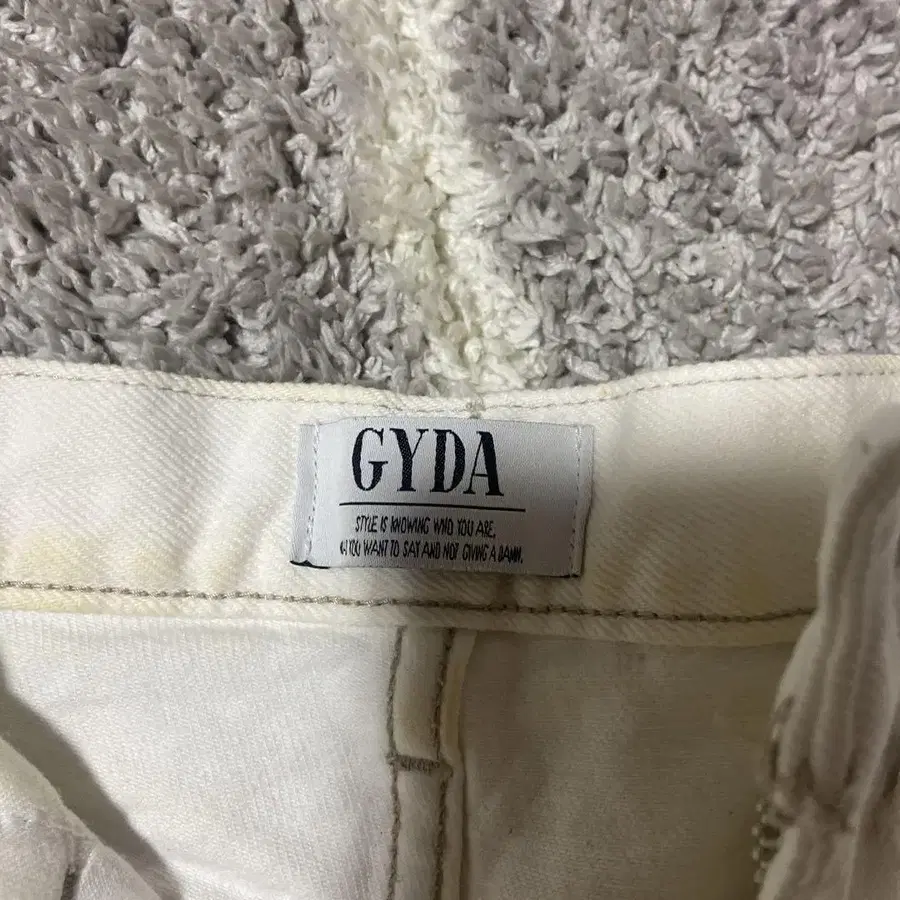 GYDA
STYLE IS KNOWING WHO YOU ARE,
YOU WANT TO SAY AND NOT GIVING A DAMN.